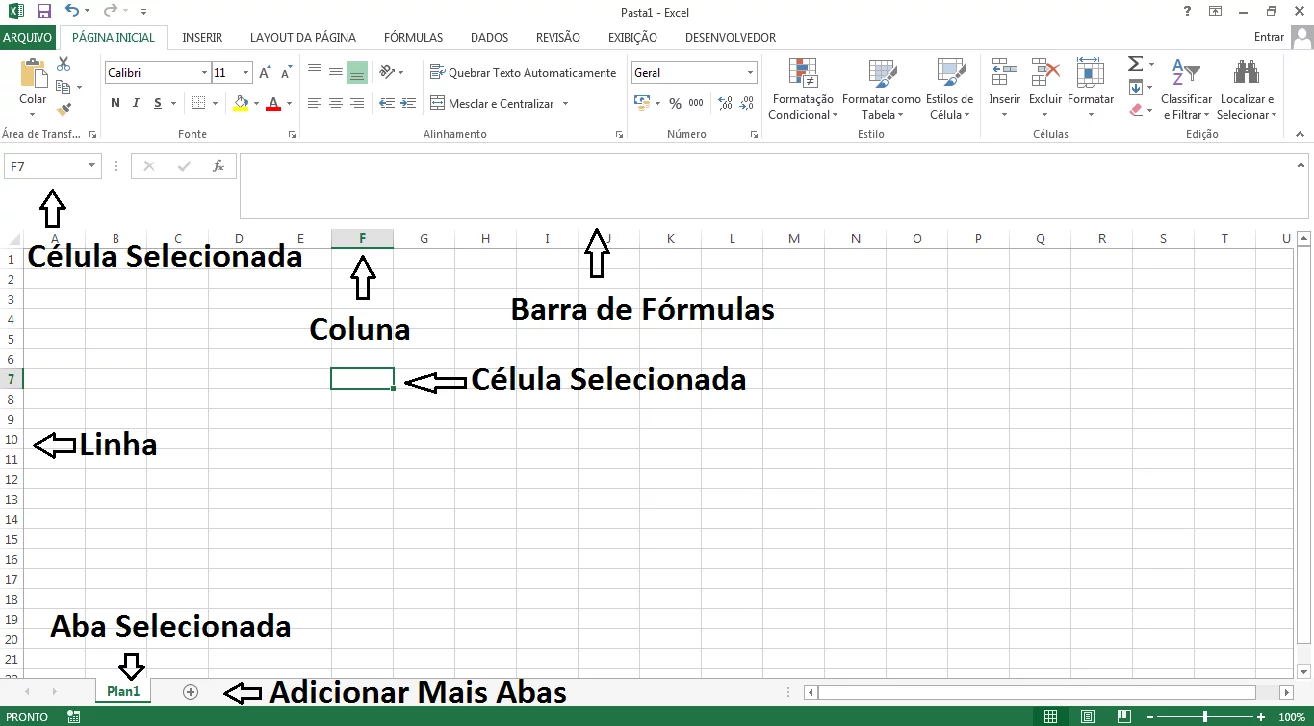 Pasta1 - Excel
?
ARQUIVO PÁGINA INICIAL INSERIR LAYOUT DA PÁGINA FÓRMULAS DADOS REVISÃO EXIBIÇÃO DESENVOLVEDOR Entrar
Colar
Calibri 11 A A
N I S A
Quebrar Texto Automaticamente
Mesclar e Centralizar
Geral
% 000
Formatação Condicional
Formatar como Tabela
Estilos de Célula
Inserir Excluir Formatar
Σ
Classificar e Filtrar
Localizar e Selecionar
Área de Transf... Fonte Alinhamento Número Estilo Células Edição
F7 fx
A B C D E F G H I J K L M N O P Q R S T U
Célula Selecionada
Coluna
Barra de Fórmulas
Célula Selecionada
Linha
1
2
3
4
5
6
7
8
9
10
11
12
13
14
15
16
17
18
19
20
21
Aba Selecionada
Plan1
Adicionar Mais Abas
PRONTO 100%